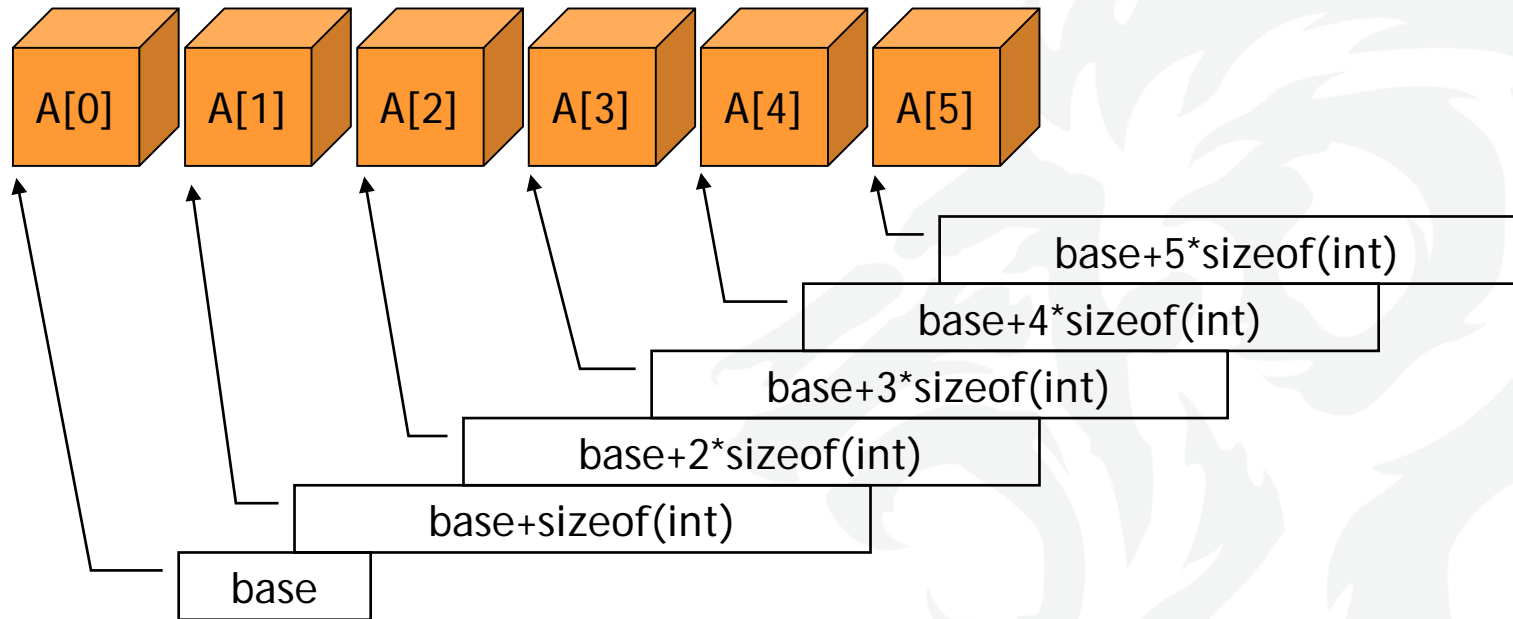 A[0] A[1] A[2] A[3] A[4] A[5]
base+5*sizeof(int)
base+4*sizeof(int)
base+3*sizeof(int)
base+2*sizeof(int)
base+sizeof(int)
base